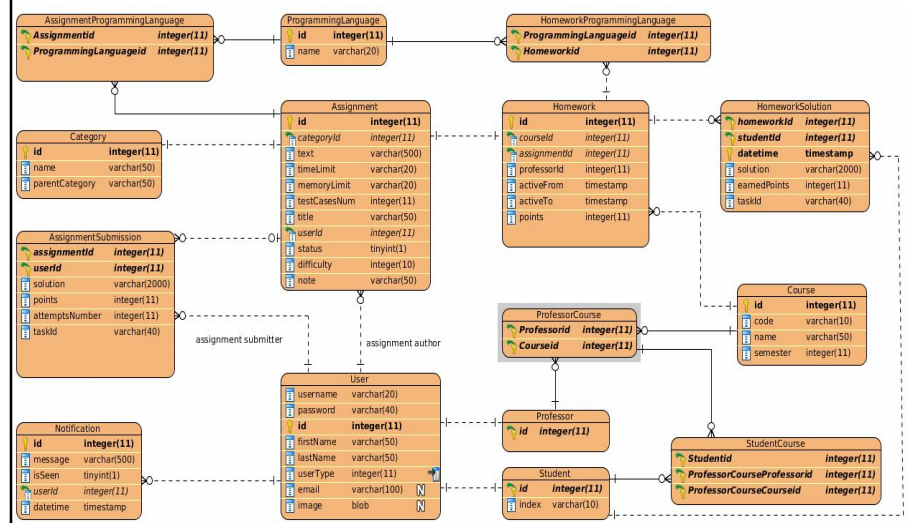 AssignmentProgrammingLanguage
Assignmentid integer(11)
ProgrammingLanguageid integer(11)
ProgrammingLanguage
id integer(11)
name varchar(20)
HomeworkProgrammingLanguage
ProgrammingLanguageid integer(11)
Homeworkid integer(11)
Category
id integer(11)
name varchar(50)
parentCategory varchar(50)
Assignment
id integer(11)
categoryId integer(11)
text varchar(500)
timeLimit varchar(20)
memoryLimit varchar(20)
testCasesNum integer(11)
title varchar(50)
userId integer(11)
status tinyint(1)
difficulty integer(10)
note varchar(50)
Homework
id integer(11)
courseId integer(11)
assignmentId integer(11)
professorId integer(11)
activeFrom timestamp
activeTo timestamp
points integer(11)
HomeworkSolution
homeworkId integer(11)
studentId integer(11)
datetime timestamp
solution varchar(2000)
earnedPoints integer(11)
taskId varchar(40)
AssignmentSubmission
assignmentId integer(11)
userId integer(11)
solution varchar(2000)
points integer(11)
attemptsNumber integer(11)
taskId varchar(40)
assignment submitter
assignment author
ProfessorCourse
Professorid integer(11)
Courseid integer(11)
Course
id integer(11)
code varchar(10)
name varchar(50)
semester integer(11)
User
username varchar(20)
password varchar(40)
id integer(11)
firstName varchar(50)
lastName varchar(50)
userType integer(11)
email varchar(100) N
image blob N
Professor
id integer(11)
Notification
id integer(11)
message varchar(500)
isSeen tinyint(1)
userId integer(11)
datetime timestamp
Student
id integer(11)
index varchar(10)
StudentCourse
Studentid integer(11)
ProfessorCourseProfessorid integer(11)
ProfessorCourseCourseid integer(11)